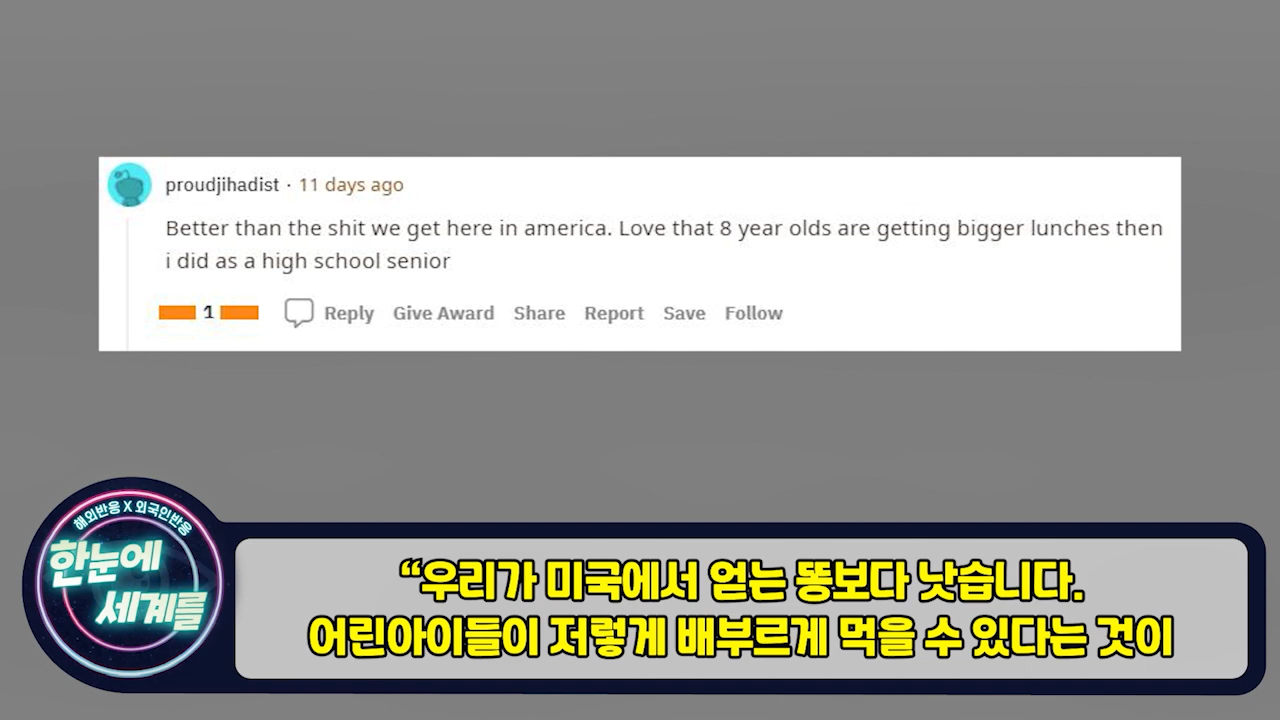 proudjihadist · 11 days ago
Better than the shit we get here in america. Love that 8 year olds are getting bigger lunches then
i did as a high school senior
1 Reply Give Award Share Report Save Follow
해외반응 X 외국인반응
한눈에
세계를
“우리가 미국에서 얻는 똥보다 낫습니다.
어린아이들이 저렇게 배부르게 먹을 수 있다는 것이